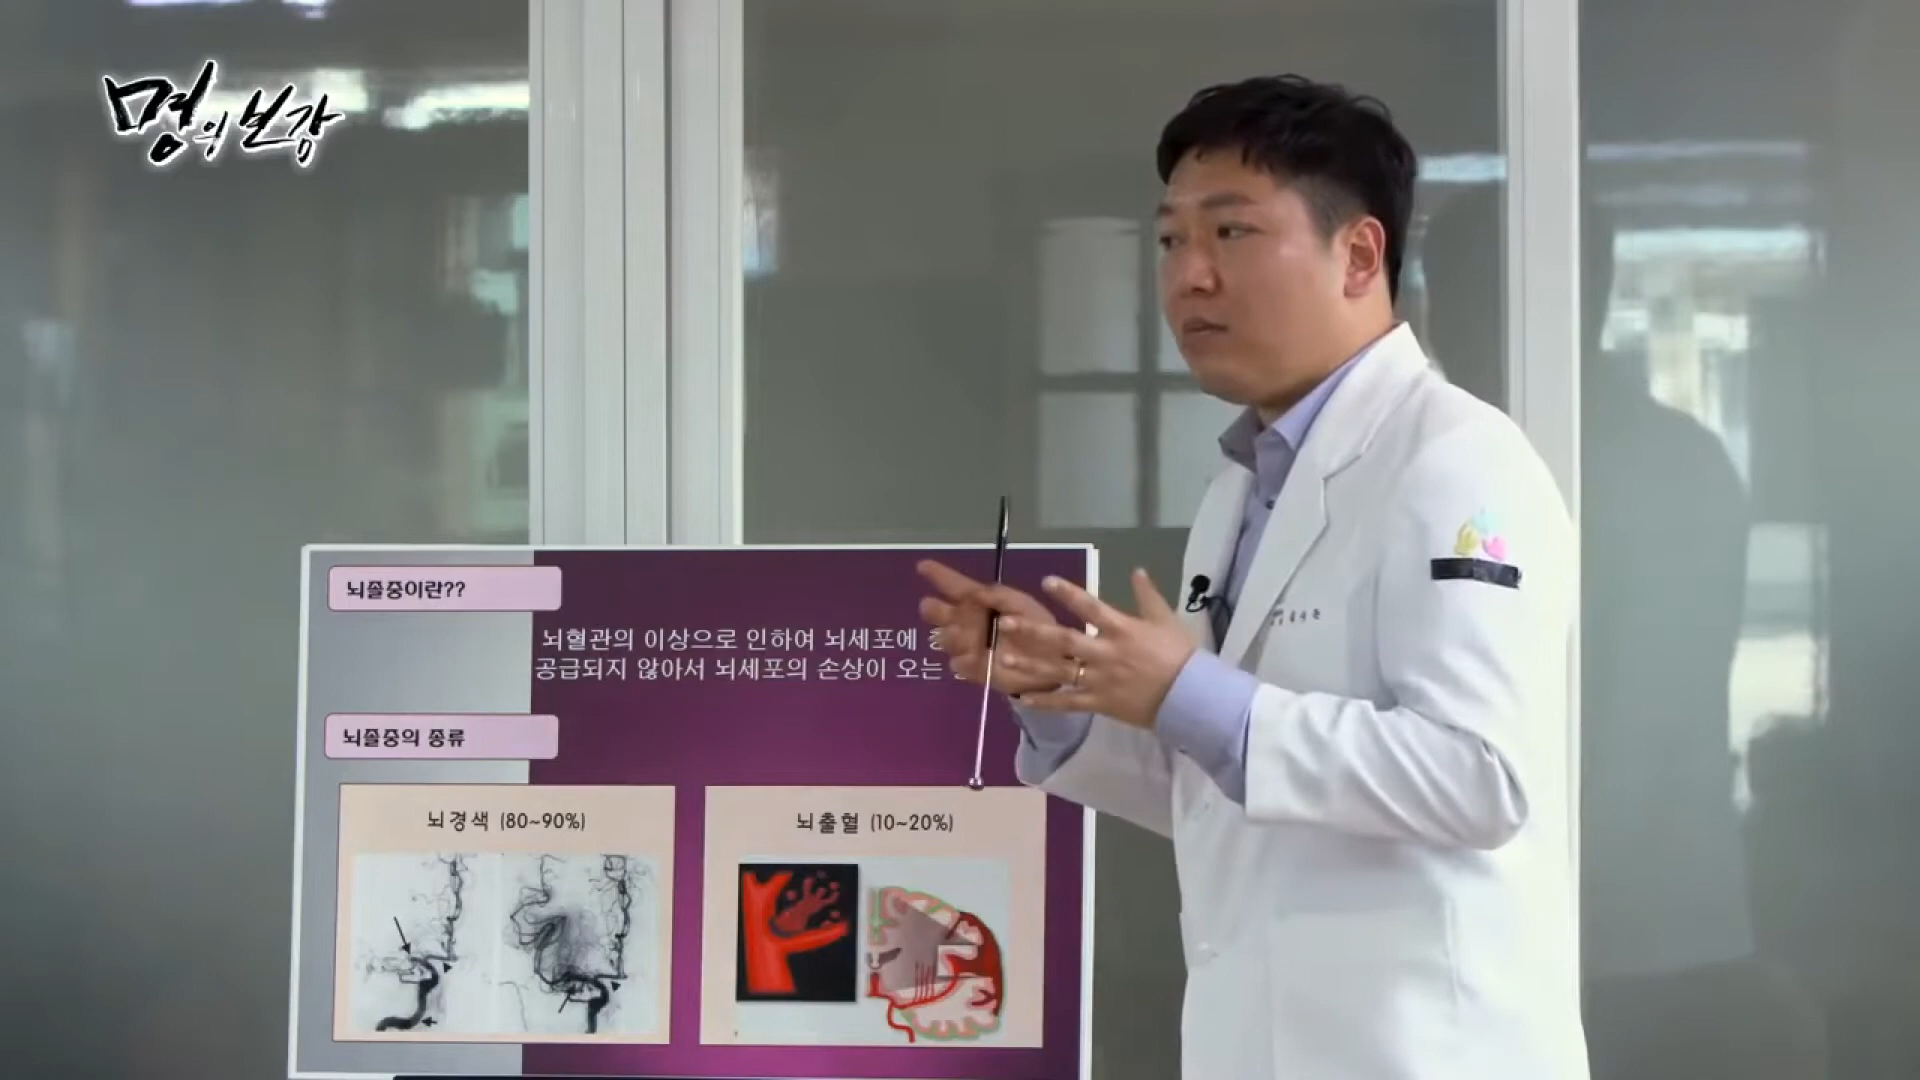 명의보감
뇌졸중이란??
뇌혈관의 이상으로 인하여 뇌세포에
공급되지 않아서 뇌세포의 손상이 오는
뇌졸중의 종류
뇌경색 (80~90%)
뇌출혈 (10~20%)